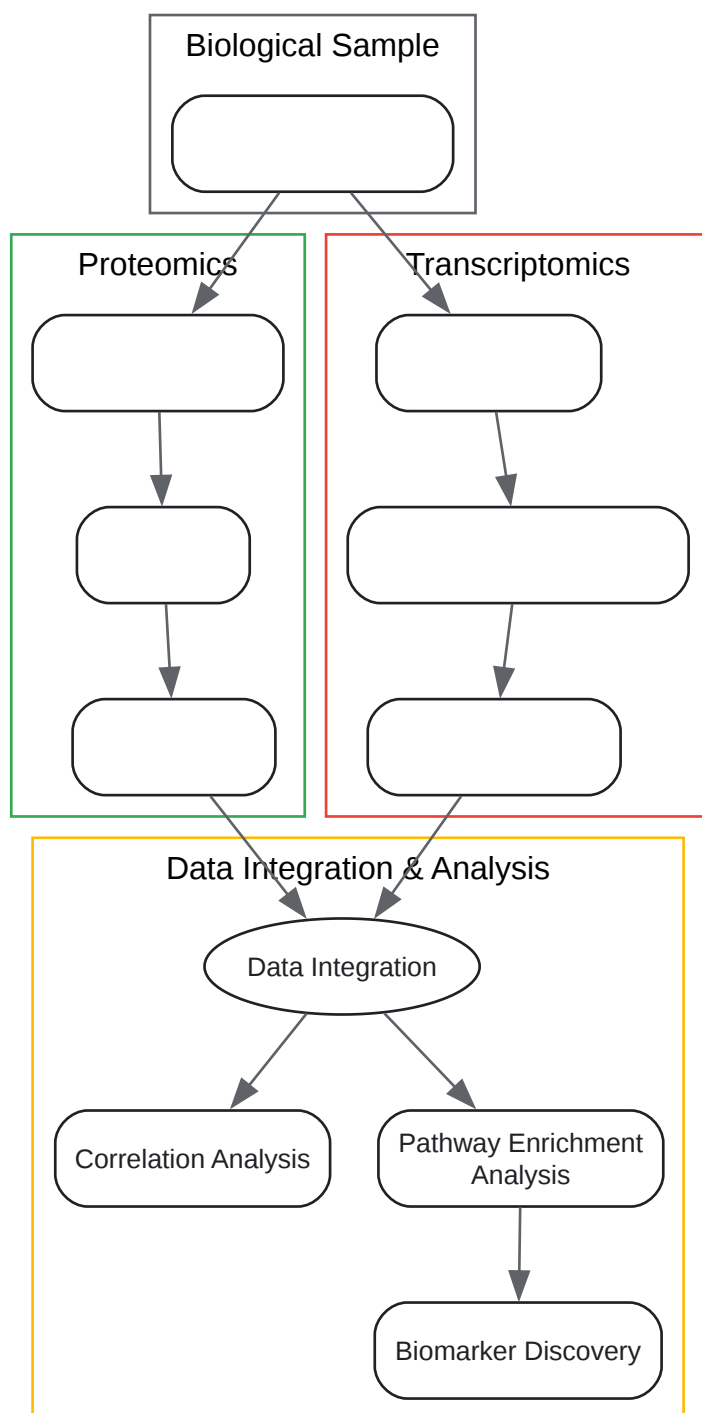 Biological Sample
Proteomics
Transcriptomics
Data Integration & Analysis
Data Integration
Correlation Analysis
Pathway Enrichment
Analysis
Biomarker Discovery